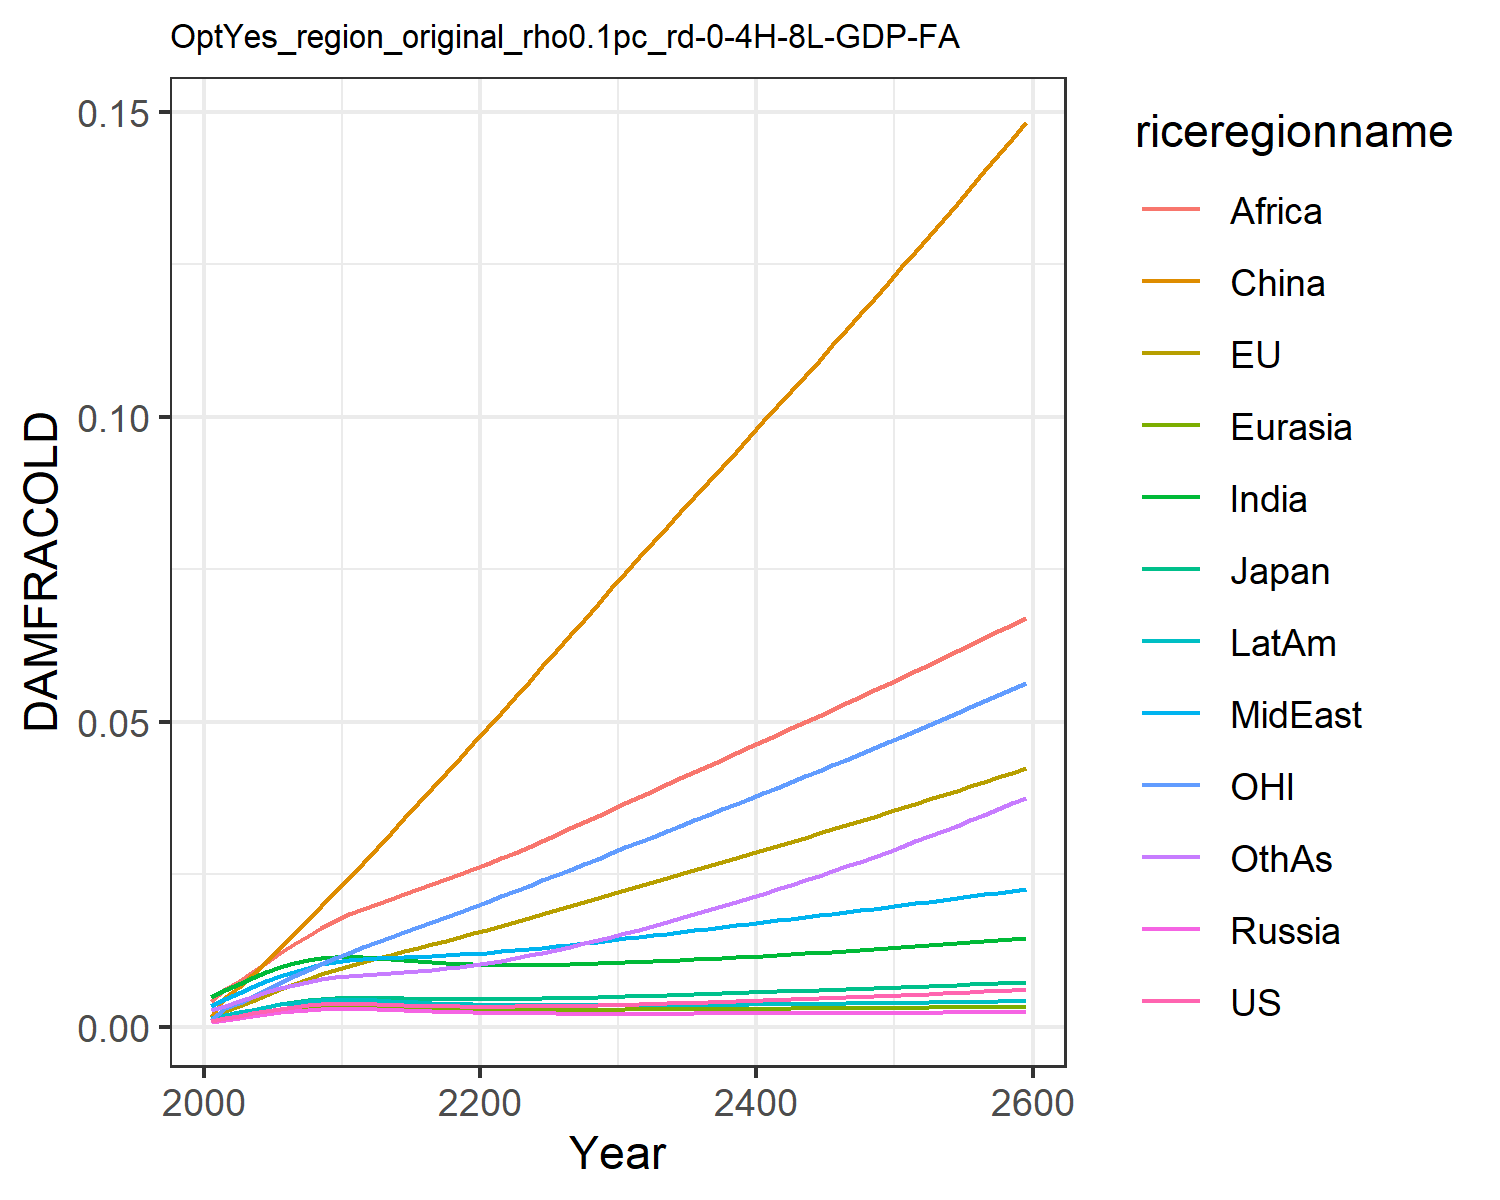 OptYes_region_original_rho0.1pc_rd-0-4H-8L-GDP-FA
0.15
0.10
0.05
0.00
DAMFRACOLD
2000 2200 2400 2600
Year
riceregionname
Africa
China
EU
Eurasia
India
Japan
LatAm
MidEast
OHI
OthAs
Russia
US